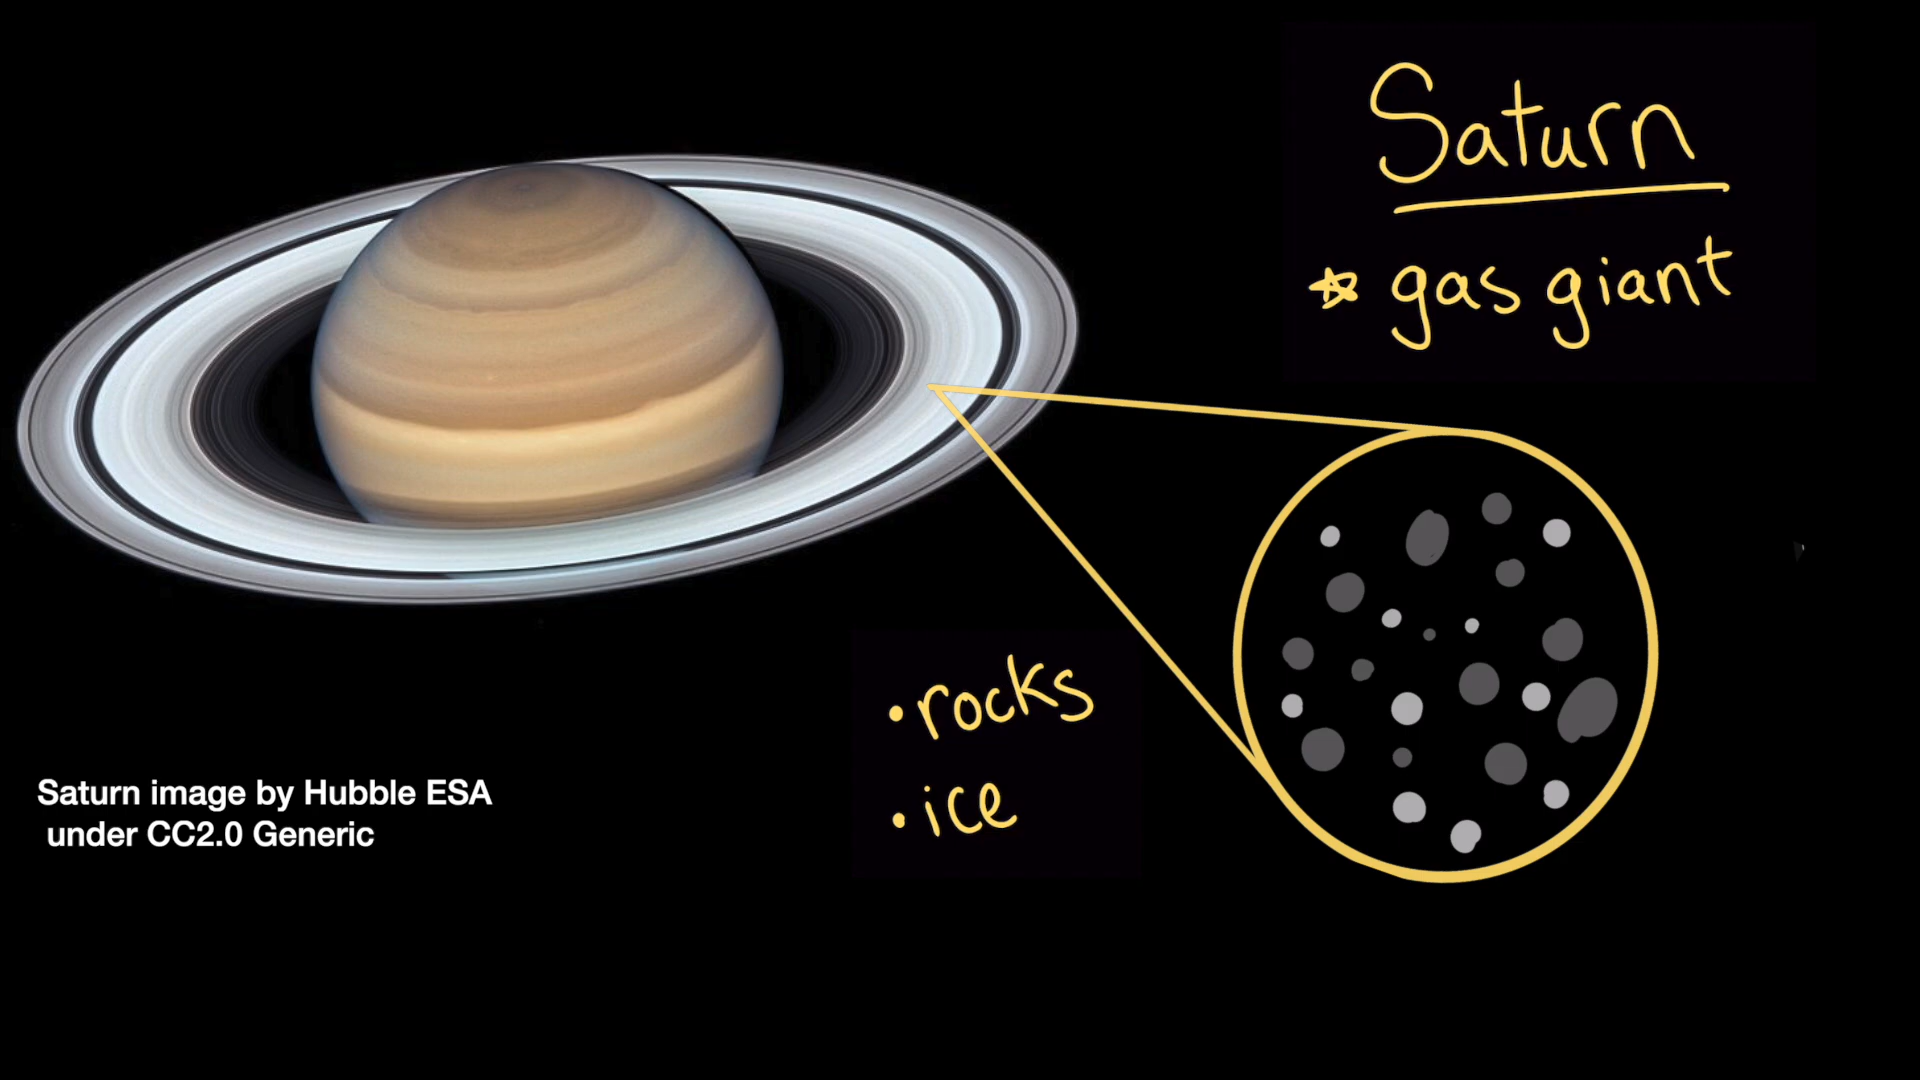 Saturn
* gas giant
• rocks
• ice
Saturn image by Hubble ESA
under CC2.0 Generic